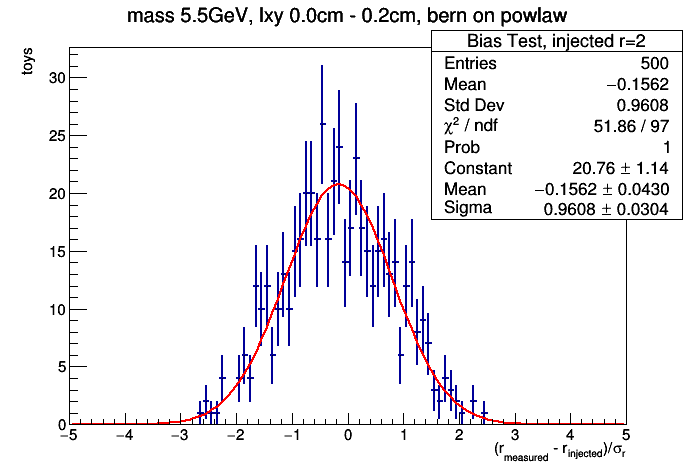 mass 5.5GeV, lxy 0.0cm - 0.2cm, bern on powlaw
Bias Test, injected r=2
Entries 500
Mean −0.1562
Std Dev 0.9608
χ² / ndf 51.86 / 97
Prob 1
Constant 20.76 ± 1.14
Mean −0.1562 ± 0.0430
Sigma 0.9608 ± 0.0304
toys
30
25
20
15
10
5
0
−5 −4 −3 −2 −1 0 1 2 3 4 5
(r_measured - r_injected)/σ_r